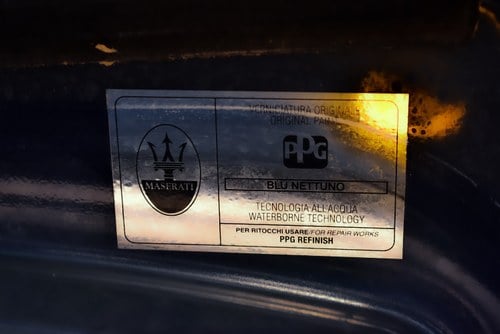 MASERATI
VERNICIATURA ORIGINALE
ORIGINAL PAINT
PPG
BLU NETTUNO
TECNOLOGIA ALL'ACQUA
WATERBORNE TECHNOLOGY
PER RITOCCHI USARE/FOR REPAIR WORKS
PPG REFINISH